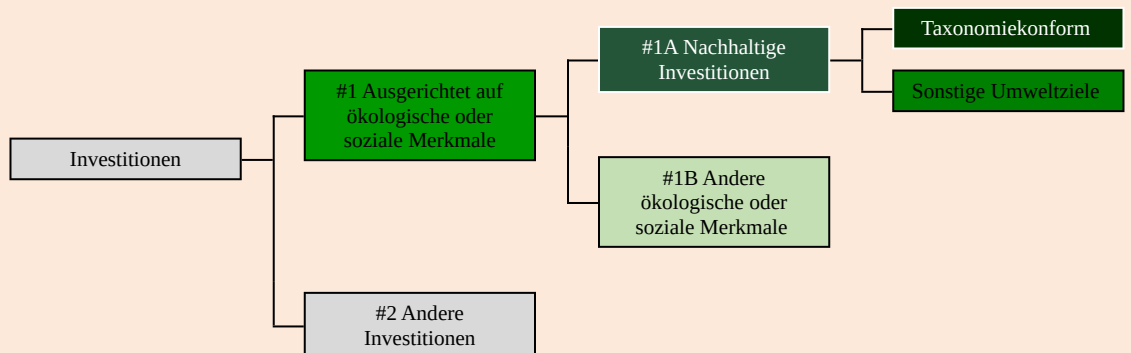 Investitionen
#1 Ausgerichtet auf
ökologische oder
soziale Merkmale
#2 Andere
Investitionen
#1A Nachhaltige
Investitionen
#1B Andere
ökologische oder
soziale Merkmale
Taxonomiekonform
Sonstige Umweltziele